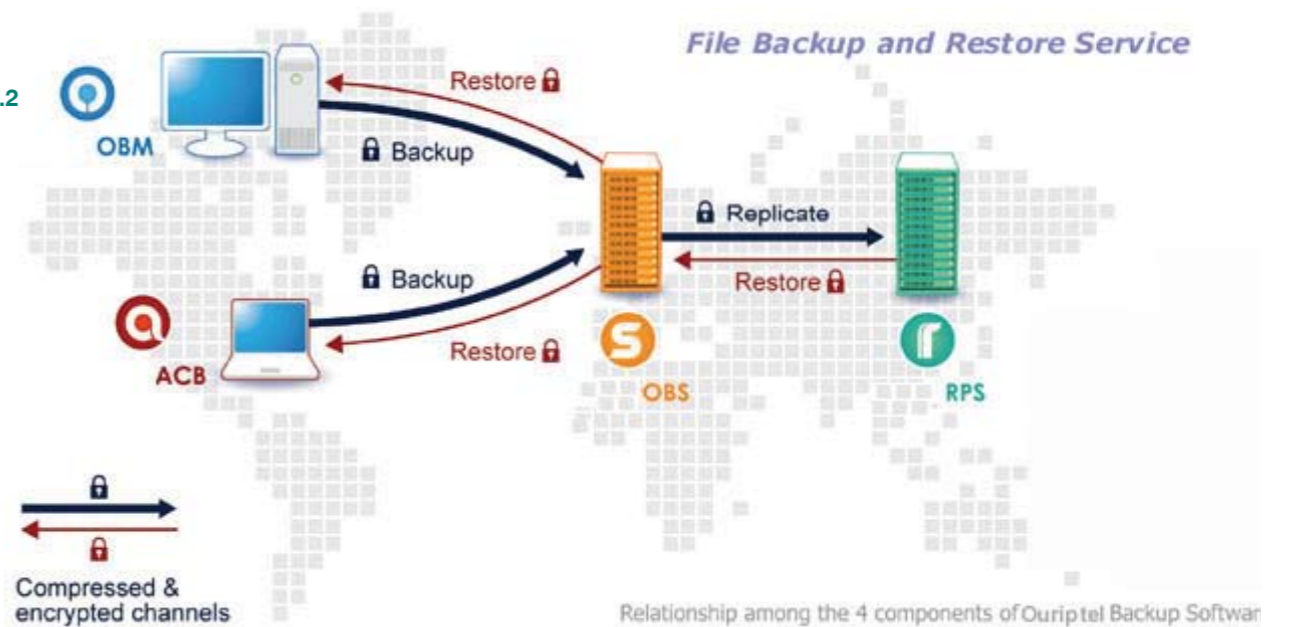 File Backup and Restore Service
.2
OBM
Restore
Backup
Replicate
Backup
Restore
Restore
ACB
OBS
RPS
Compressed &
encrypted channels
Relationship among the 4 components of Ouriptel Backup Softwar